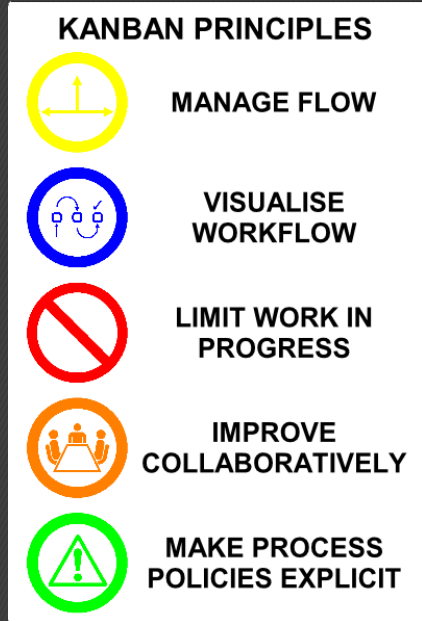 KANBAN PRINCIPLES
MANAGE FLOW
VISUALISE
WORKFLOW
LIMIT WORK IN
PROGRESS
IMPROVE
COLLABORATIVELY
MAKE PROCESS
POLICIES EXPLICIT